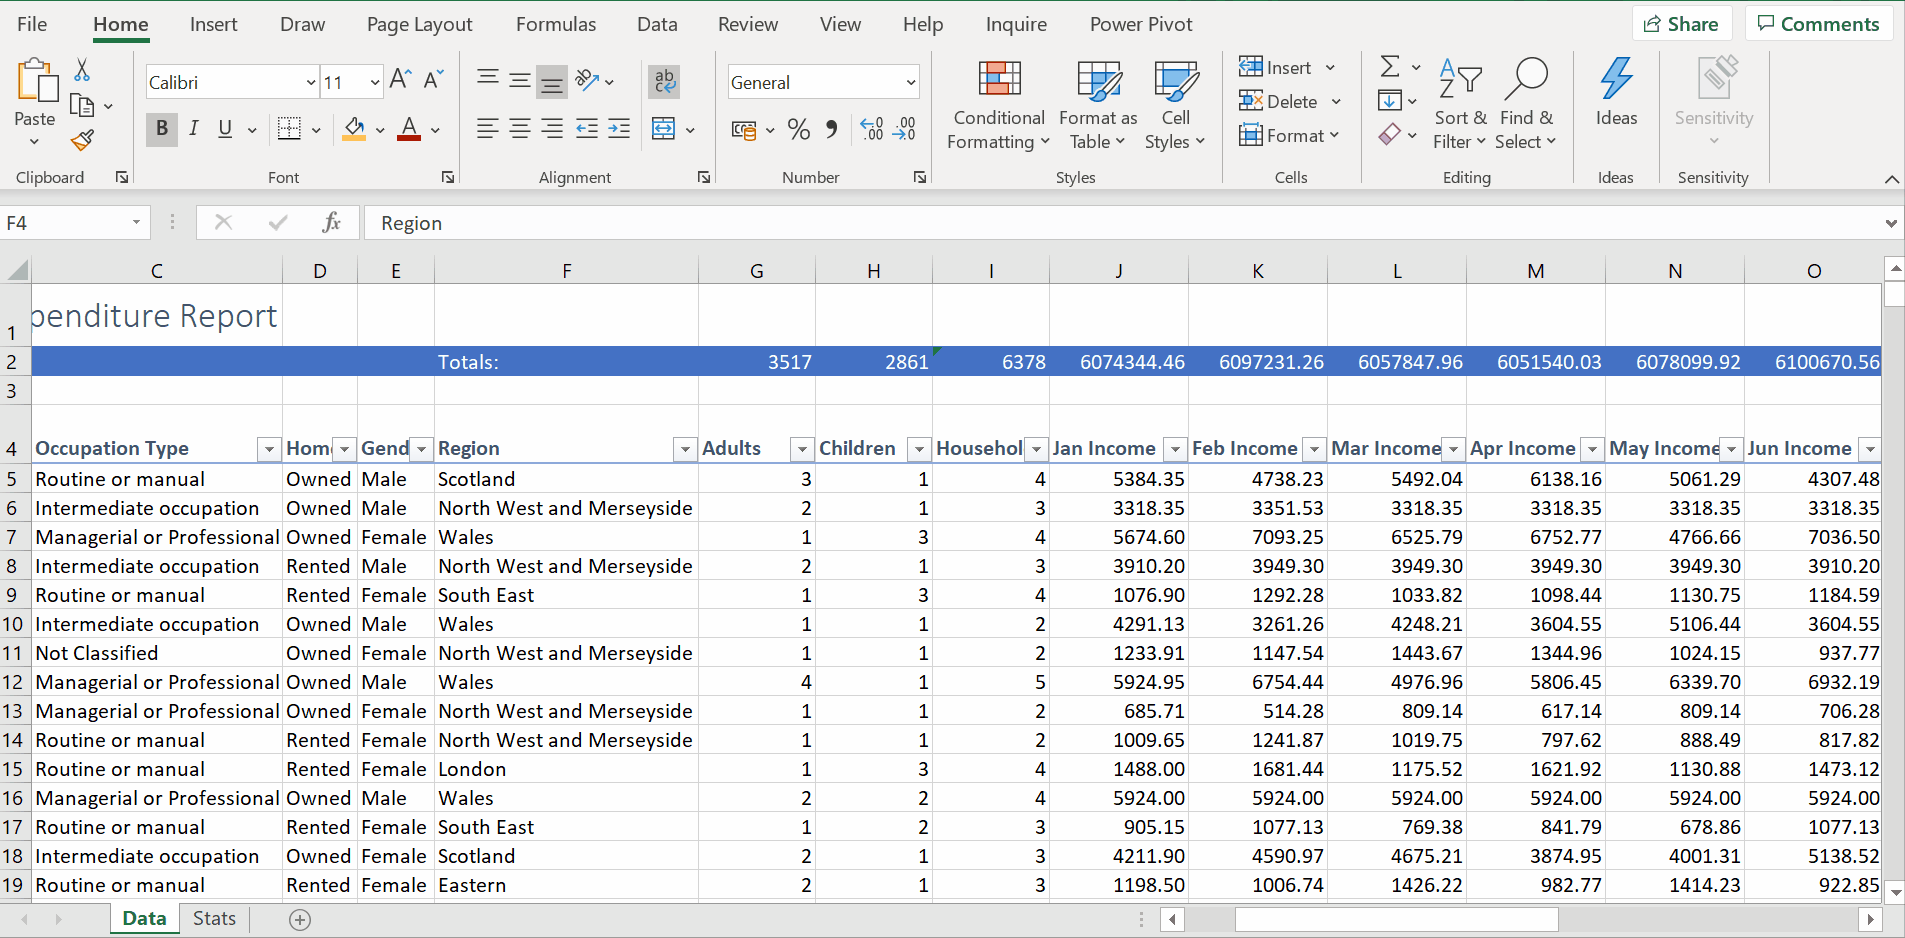 File Home Insert Draw Page Layout Formulas Data Review View Help Inquire Power Pivot Share Comments
Calibri 11 ab c General Insert
Delete
Paste B I U A % Conditional Format as Cell Format Sort & Find & Ideas Sensitivity
Formatting Table Styles Filter Select
Clipboard Font Alignment Number Styles Cells Editing Ideas Sensitivity
F4 fx Region
C D E F G H I J K L M N O
1 penditure Report
2 Totals: 3517 2861 6378 6074344.46 6097231.26 6057847.96 6051540.03 6078099.92 6100670.56
3
4 Occupation Type Hom Gend Region Adults Children Househol Jan Income Feb Income Mar Income Apr Income May Income Jun Income
5 Routine or manual Owned Male Scotland 3 1 4 5384.35 4738.23 5492.04 6138.16 5061.29 4307.48
6 Intermediate occupation Owned Male North West and Merseyside 2 1 3 3318.35 3351.53 3318.35 3318.35 3318.35 3318.35
7 Managerial or Professional Owned Female Wales 1 3 4 5674.60 7093.25 6525.79 6752.77 4766.66 7036.50
8 Intermediate occupation Rented Male North West and Merseyside 2 1 3 3910.20 3949.30 3949.30 3949.30 3949.30 3910.20
9 Routine or manual Rented Female South East 1 3 4 1076.90 1292.28 1033.82 1098.44 1130.75 1184.59
10 Intermediate occupation Owned Male Wales 1 1 2 4291.13 3261.26 4248.21 3604.55 5106.44 3604.55
11 Not Classified Owned Female North West and Merseyside 1 1 2 1233.91 1147.54 1443.67 1344.96 1024.15 937.77
12 Managerial or Professional Owned Male Wales 4 1 5 5924.95 6754.44 4976.96 5806.45 6339.70 6932.19
13 Managerial or Professional Owned Female North West and Merseyside 1 1 2 685.71 514.28 809.14 617.14 809.14 706.28
14 Routine or manual Rented Female North West and Merseyside 1 1 2 1009.65 1241.87 1019.75 797.62 888.49 817.82
15 Routine or manual Rented Female London 1 3 4 1488.00 1681.44 1175.52 1621.92 1130.88 1473.12
16 Managerial or Professional Owned Male Wales 2 2 4 5924.00 5924.00 5924.00 5924.00 5924.00 5924.00
17 Routine or manual Rented Female South East 1 2 3 905.15 1077.13 769.38 841.79 678.86 1077.13
18 Intermediate occupation Owned Female Scotland 2 1 3 4211.90 4590.97 4675.21 3874.95 4001.31 5138.52
19 Routine or manual Rented Female Eastern 2 1 3 1198.50 1006.74 1426.22 982.77 1414.23 922.85
Data Stats